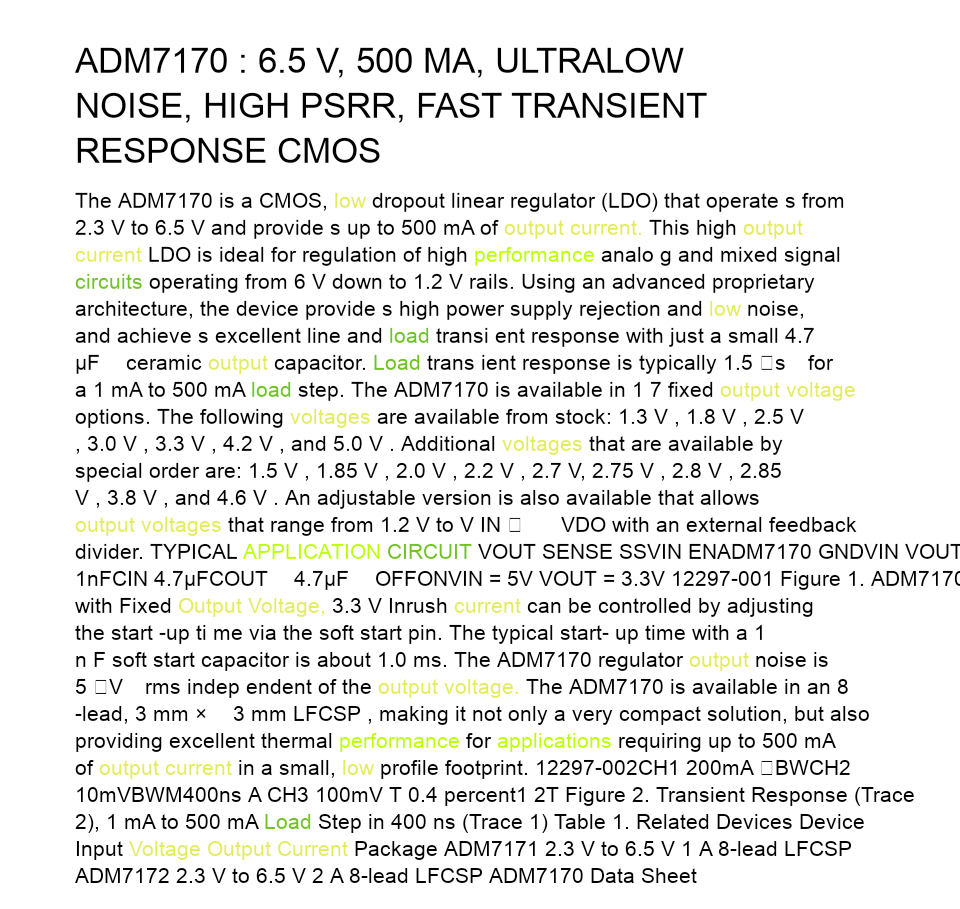 ADM7170 : 6.5 V, 500 MA, ULTRALOW
NOISE, HIGH PSRR, FAST TRANSIENT
RESPONSE CMOS
The ADM7170 is a CMOS, low dropout linear regulator (LDO) that operate s from
2.3 V to 6.5 V and provide s up to 500 mA of output current. This high output
current LDO is ideal for regulation of high performance analo g and mixed signal
circuits operating from 6 V down to 1.2 V rails. Using an advanced proprietary
architecture, the device provide s high power supply rejection and low noise,
and achieve s excellent line and load transi ent response with just a small 4.7
μF ceramic output capacitor. Load trans ient response is typically 1.5 □s for
a 1 mA to 500 mA load step. The ADM7170 is available in 1 7 fixed output voltage
options. The following voltages are available from stock: 1.3 V , 1.8 V , 2.5 V
, 3.0 V , 3.3 V , 4.2 V , and 5.0 V . Additional voltages that are available by
special order are: 1.5 V , 1.85 V , 2.0 V , 2.2 V , 2.7 V, 2.75 V , 2.8 V , 2.85
V , 3.8 V , and 4.6 V . An adjustable version is also available that allows
output voltages that range from 1.2 V to V IN □ VDO with an external feedback
divider. TYPICAL APPLICATION CIRCUIT VOUT SENSE SSVIN ENADM7170 GNDVIN VOUT
1nFCIN 4.7μFCOUT 4.7μF OFFONVIN = 5V VOUT = 3.3V 12297-001 Figure 1. ADM7170
with Fixed Output Voltage, 3.3 V Inrush current can be controlled by adjusting
the start -up ti me via the soft start pin. The typical start- up time with a 1
n F soft start capacitor is about 1.0 ms. The ADM7170 regulator output noise is
5 □V rms indep endent of the output voltage. The ADM7170 is available in an 8
-lead, 3 mm × 3 mm LFCSP , making it not only a very compact solution, but also
providing excellent thermal performance for applications requiring up to 500 mA
of output current in a small, low profile footprint. 12297-002CH1 200mA □BWCH2
10mVBWM400ns A CH3 100mV T 0.4 percent1 2T Figure 2. Transient Response (Trace
2), 1 mA to 500 mA Load Step in 400 ns (Trace 1) Table 1. Related Devices Device
Input Voltage Output Current Package ADM7171 2.3 V to 6.5 V 1 A 8-lead LFCSP
ADM7172 2.3 V to 6.5 V 2 A 8-lead LFCSP ADM7170 Data Sheet